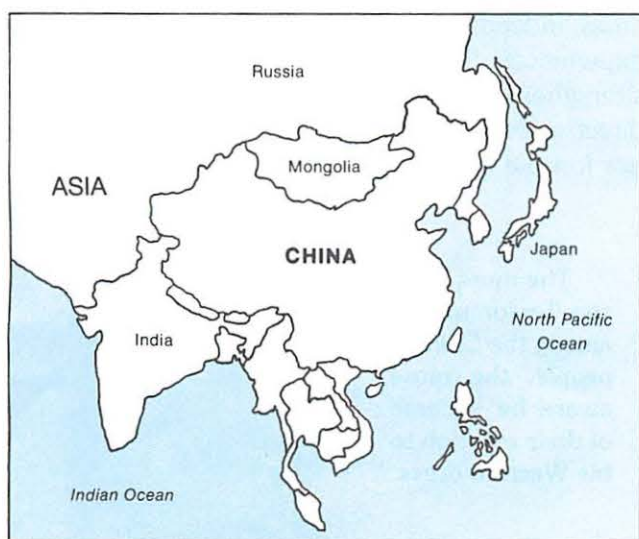 Russia
Mongolia
ASIA
CHINA
Japan
India
North Pacific
Ocean
Indian Ocean